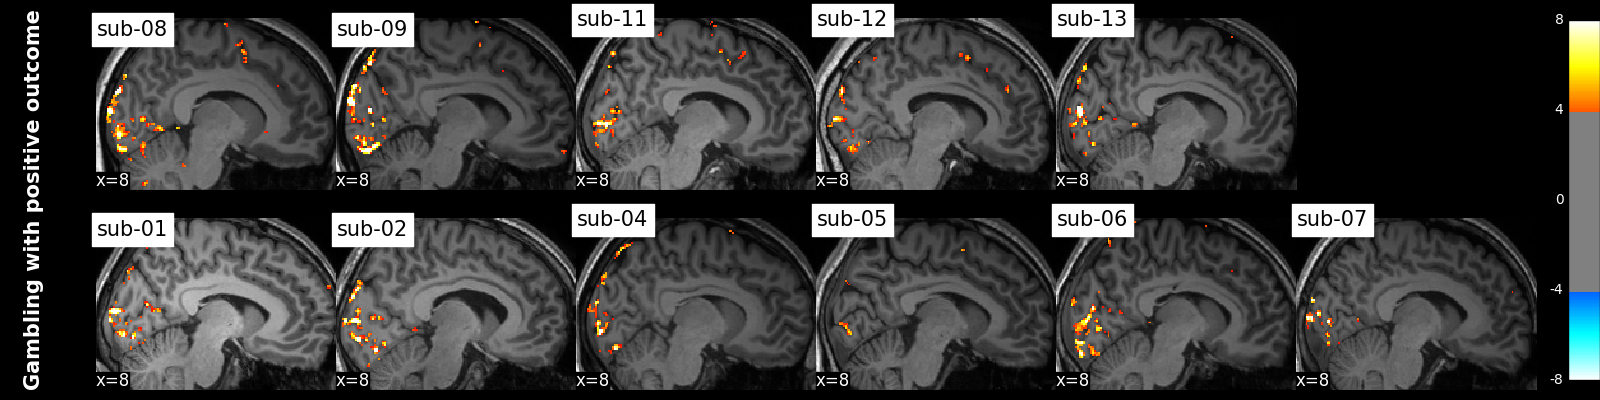 Gambling with positive outcome
sub-08
sub-09
sub-11
sub-12
sub-13
x=8
x=8
x=8
x=8
x=8
sub-01
sub-02
sub-04
sub-05
sub-06
sub-07
x=8
x=8
x=8
x=8
x=8
x=8
8
4
0
-4
-8